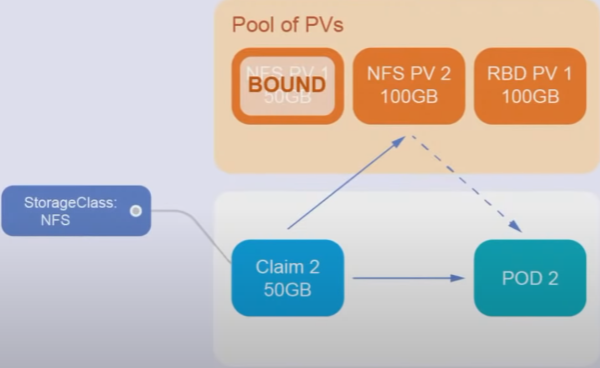 Pool of PVs
NFS PV 1
50GB
BOUND
NFS PV 2
100GB
RBD PV 1
100GB
StorageClass:
NFS
Claim 2
50GB
POD 2